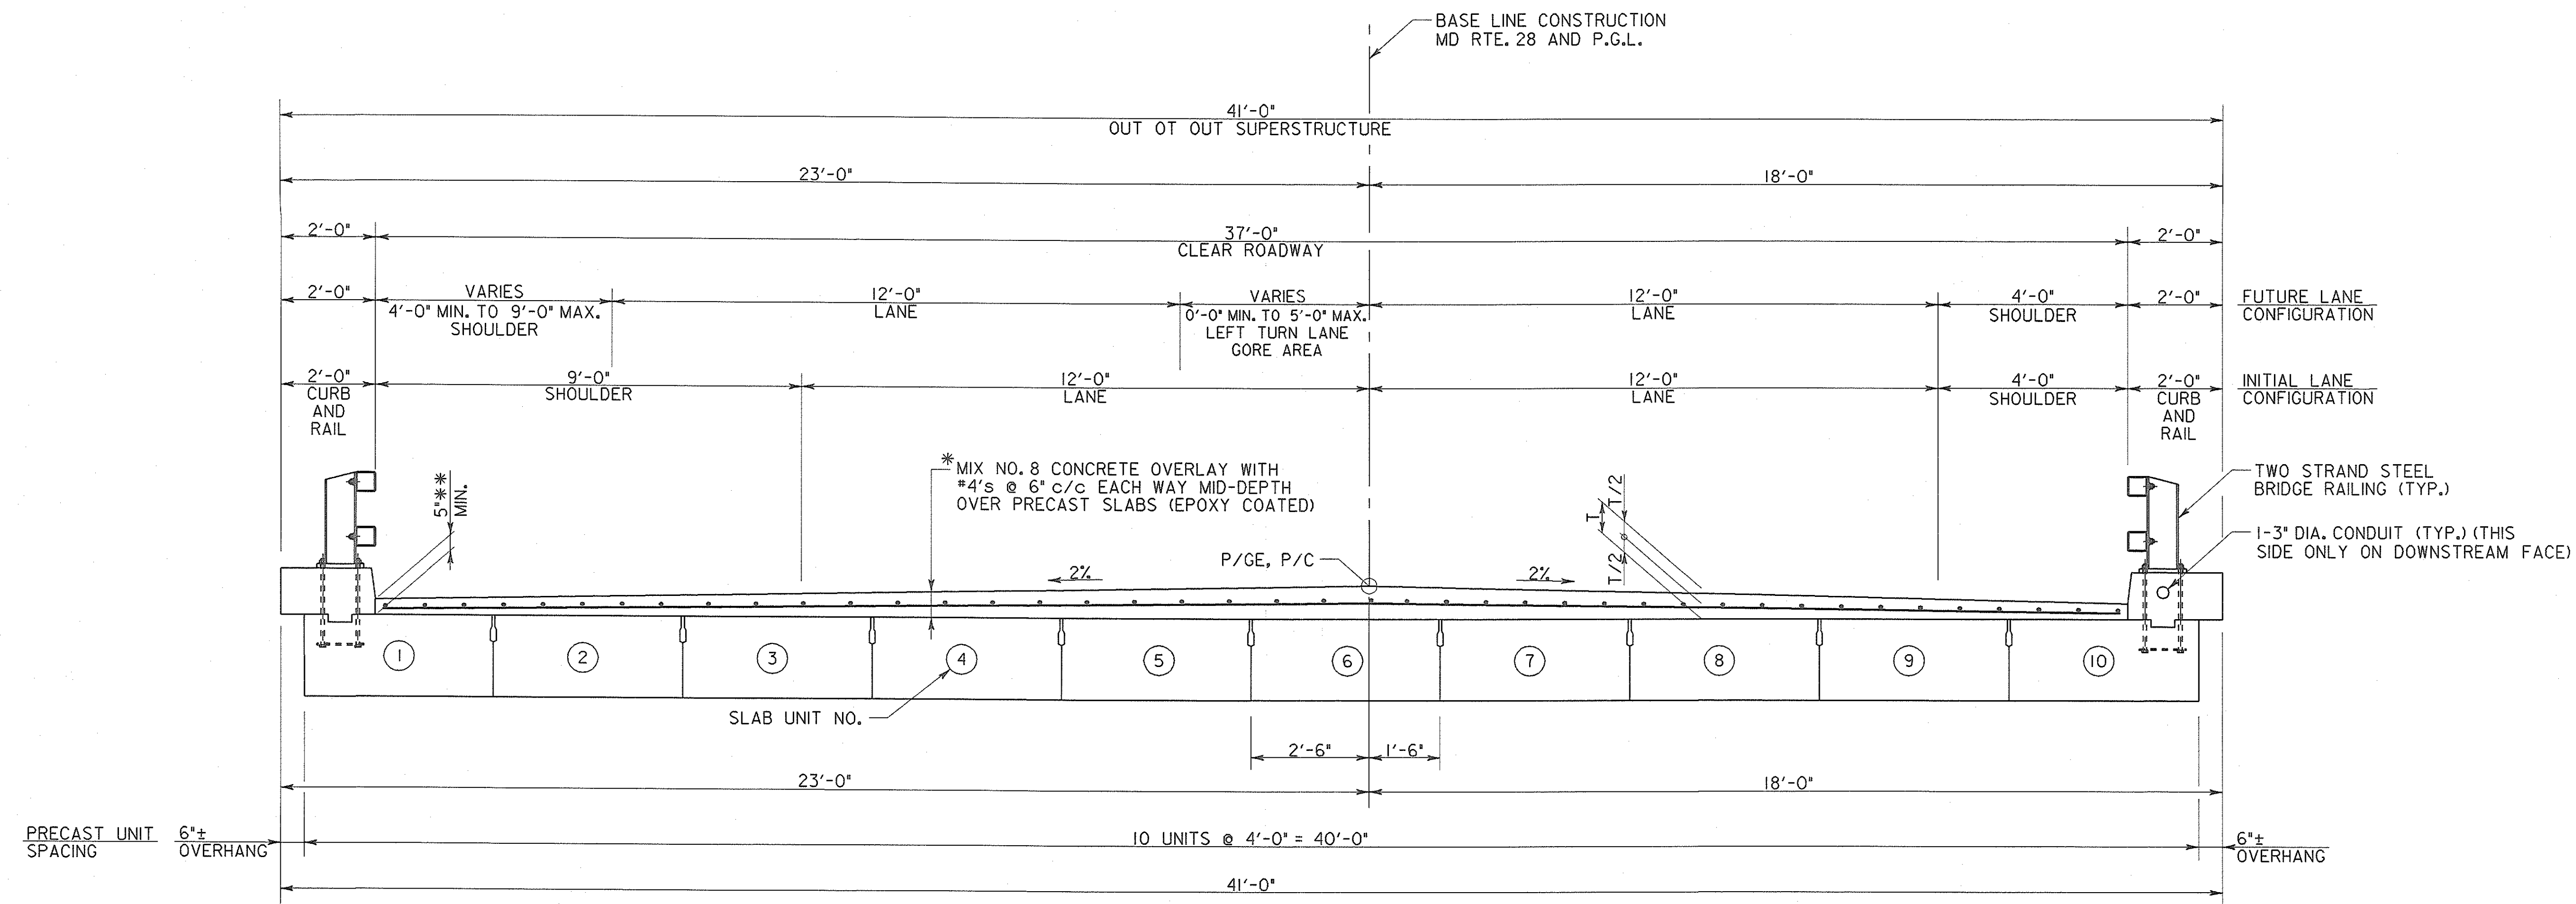 BASE LINE CONSTRUCTION
MD RTE. 28 AND P.G.L.
41'-0"
OUT OT OUT SUPERSTRUCTURE
23'-0"
18'-0"
2'-0"
37'-0"
CLEAR ROADWAY
2'-0"
2'-0"
VARIES
4'-0" MIN. TO 9'-0" MAX.
SHOULDER
12'-0"
LANE
VARIES
0'-0" MIN. TO 5'-0" MAX.
LEFT TURN LANE
GORE AREA
12'-0"
LANE
4'-0"
SHOULDER
2'-0"
FUTURE LANE
CONFIGURATION
2'-0"
CURB
AND
RAIL
9'-0"
SHOULDER
12'-0"
LANE
12'-0"
LANE
4'-0"
SHOULDER
2'-0"
CURB
AND
RAIL
INITIAL LANE
CONFIGURATION
5"**
MIN.
*MIX NO. 8 CONCRETE OVERLAY WITH
#4's @ 6" c/c EACH WAY MID-DEPTH
OVER PRECAST SLABS (EPOXY COATED)
T
T/2
T/2
TWO STRAND STEEL
BRIDGE RAILING (TYP.)
1-3" DIA. CONDUIT (TYP.) (THIS
SIDE ONLY ON DOWNSTREAM FACE)
P/GE, P/C
2%
2%
1
2
3
4
5
6
7
8
9
10
SLAB UNIT NO.
2'-6"
1'-6"
23'-0"
18'-0"
PRECAST UNIT
SPACING
6"±
OVERHANG
10 UNITS @ 4'-0" = 40'-0"
6"±
OVERHANG
41'-0"